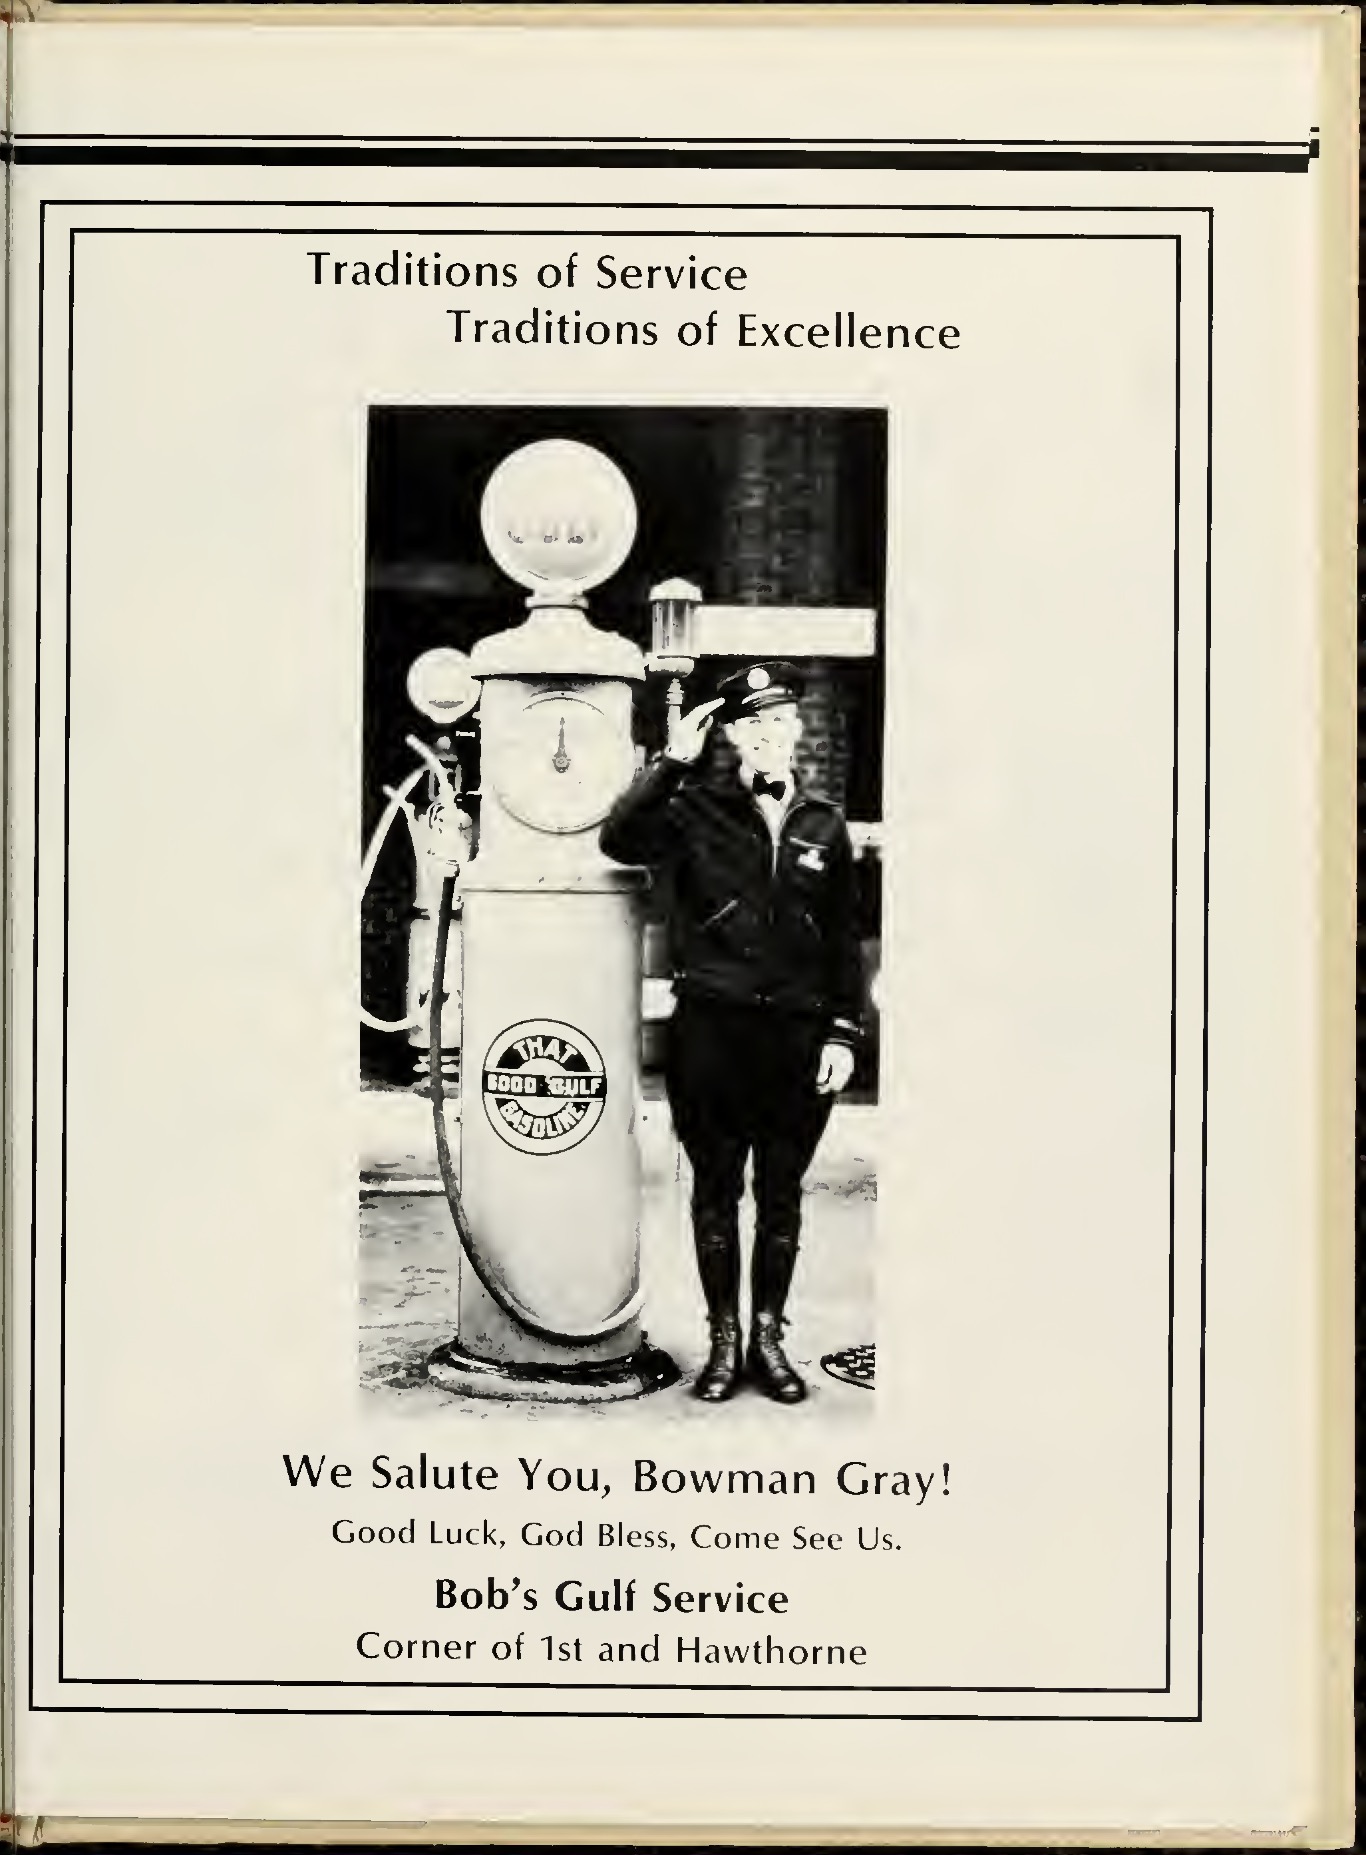 Traditions of Service
Traditions of Excellence
THAT
GOOD GULF
GASOLINE
We Salute You, Bowman Gray!
Good Luck, God Bless, Come See Us.
Bob's Gulf Service
Corner of 1st and Hawthorne